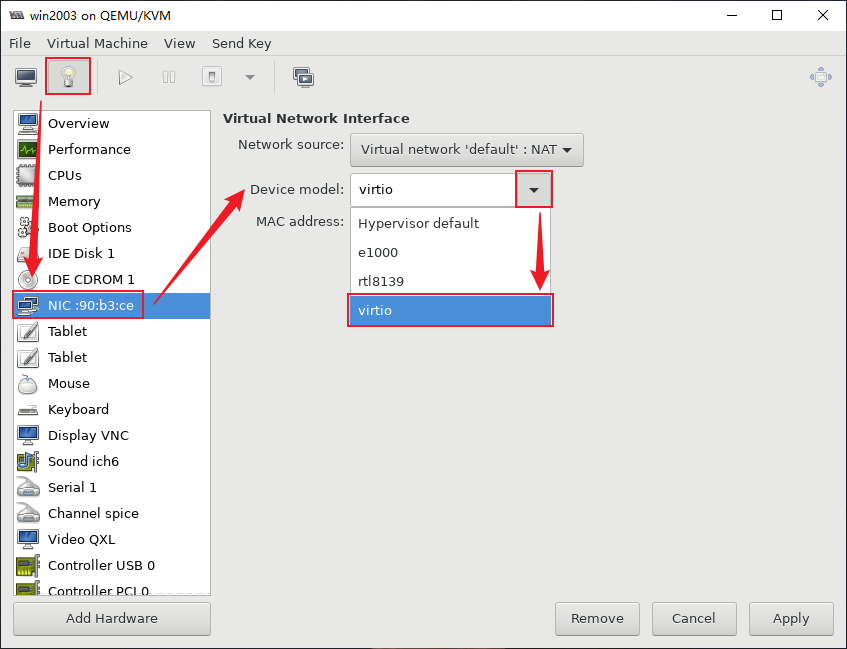 win2003 on QEMU/KVM
File Virtual Machine View Send Key
Overview
Performance
CPUs
Memory
Boot Options
IDE Disk 1
IDE CDROM 1
NIC :90:b3:ce
Tablet
Tablet
Mouse
Keyboard
Display VNC
Sound ich6
Serial 1
Channel spice
Video QXL
Controller USB 0
Controller PCI 0
Add Hardware
Virtual Network Interface
Network source: Virtual network 'default' : NAT
Device model: virtio
MAC address:
Hypervisor default
e1000
rtl8139
virtio
Remove Cancel Apply